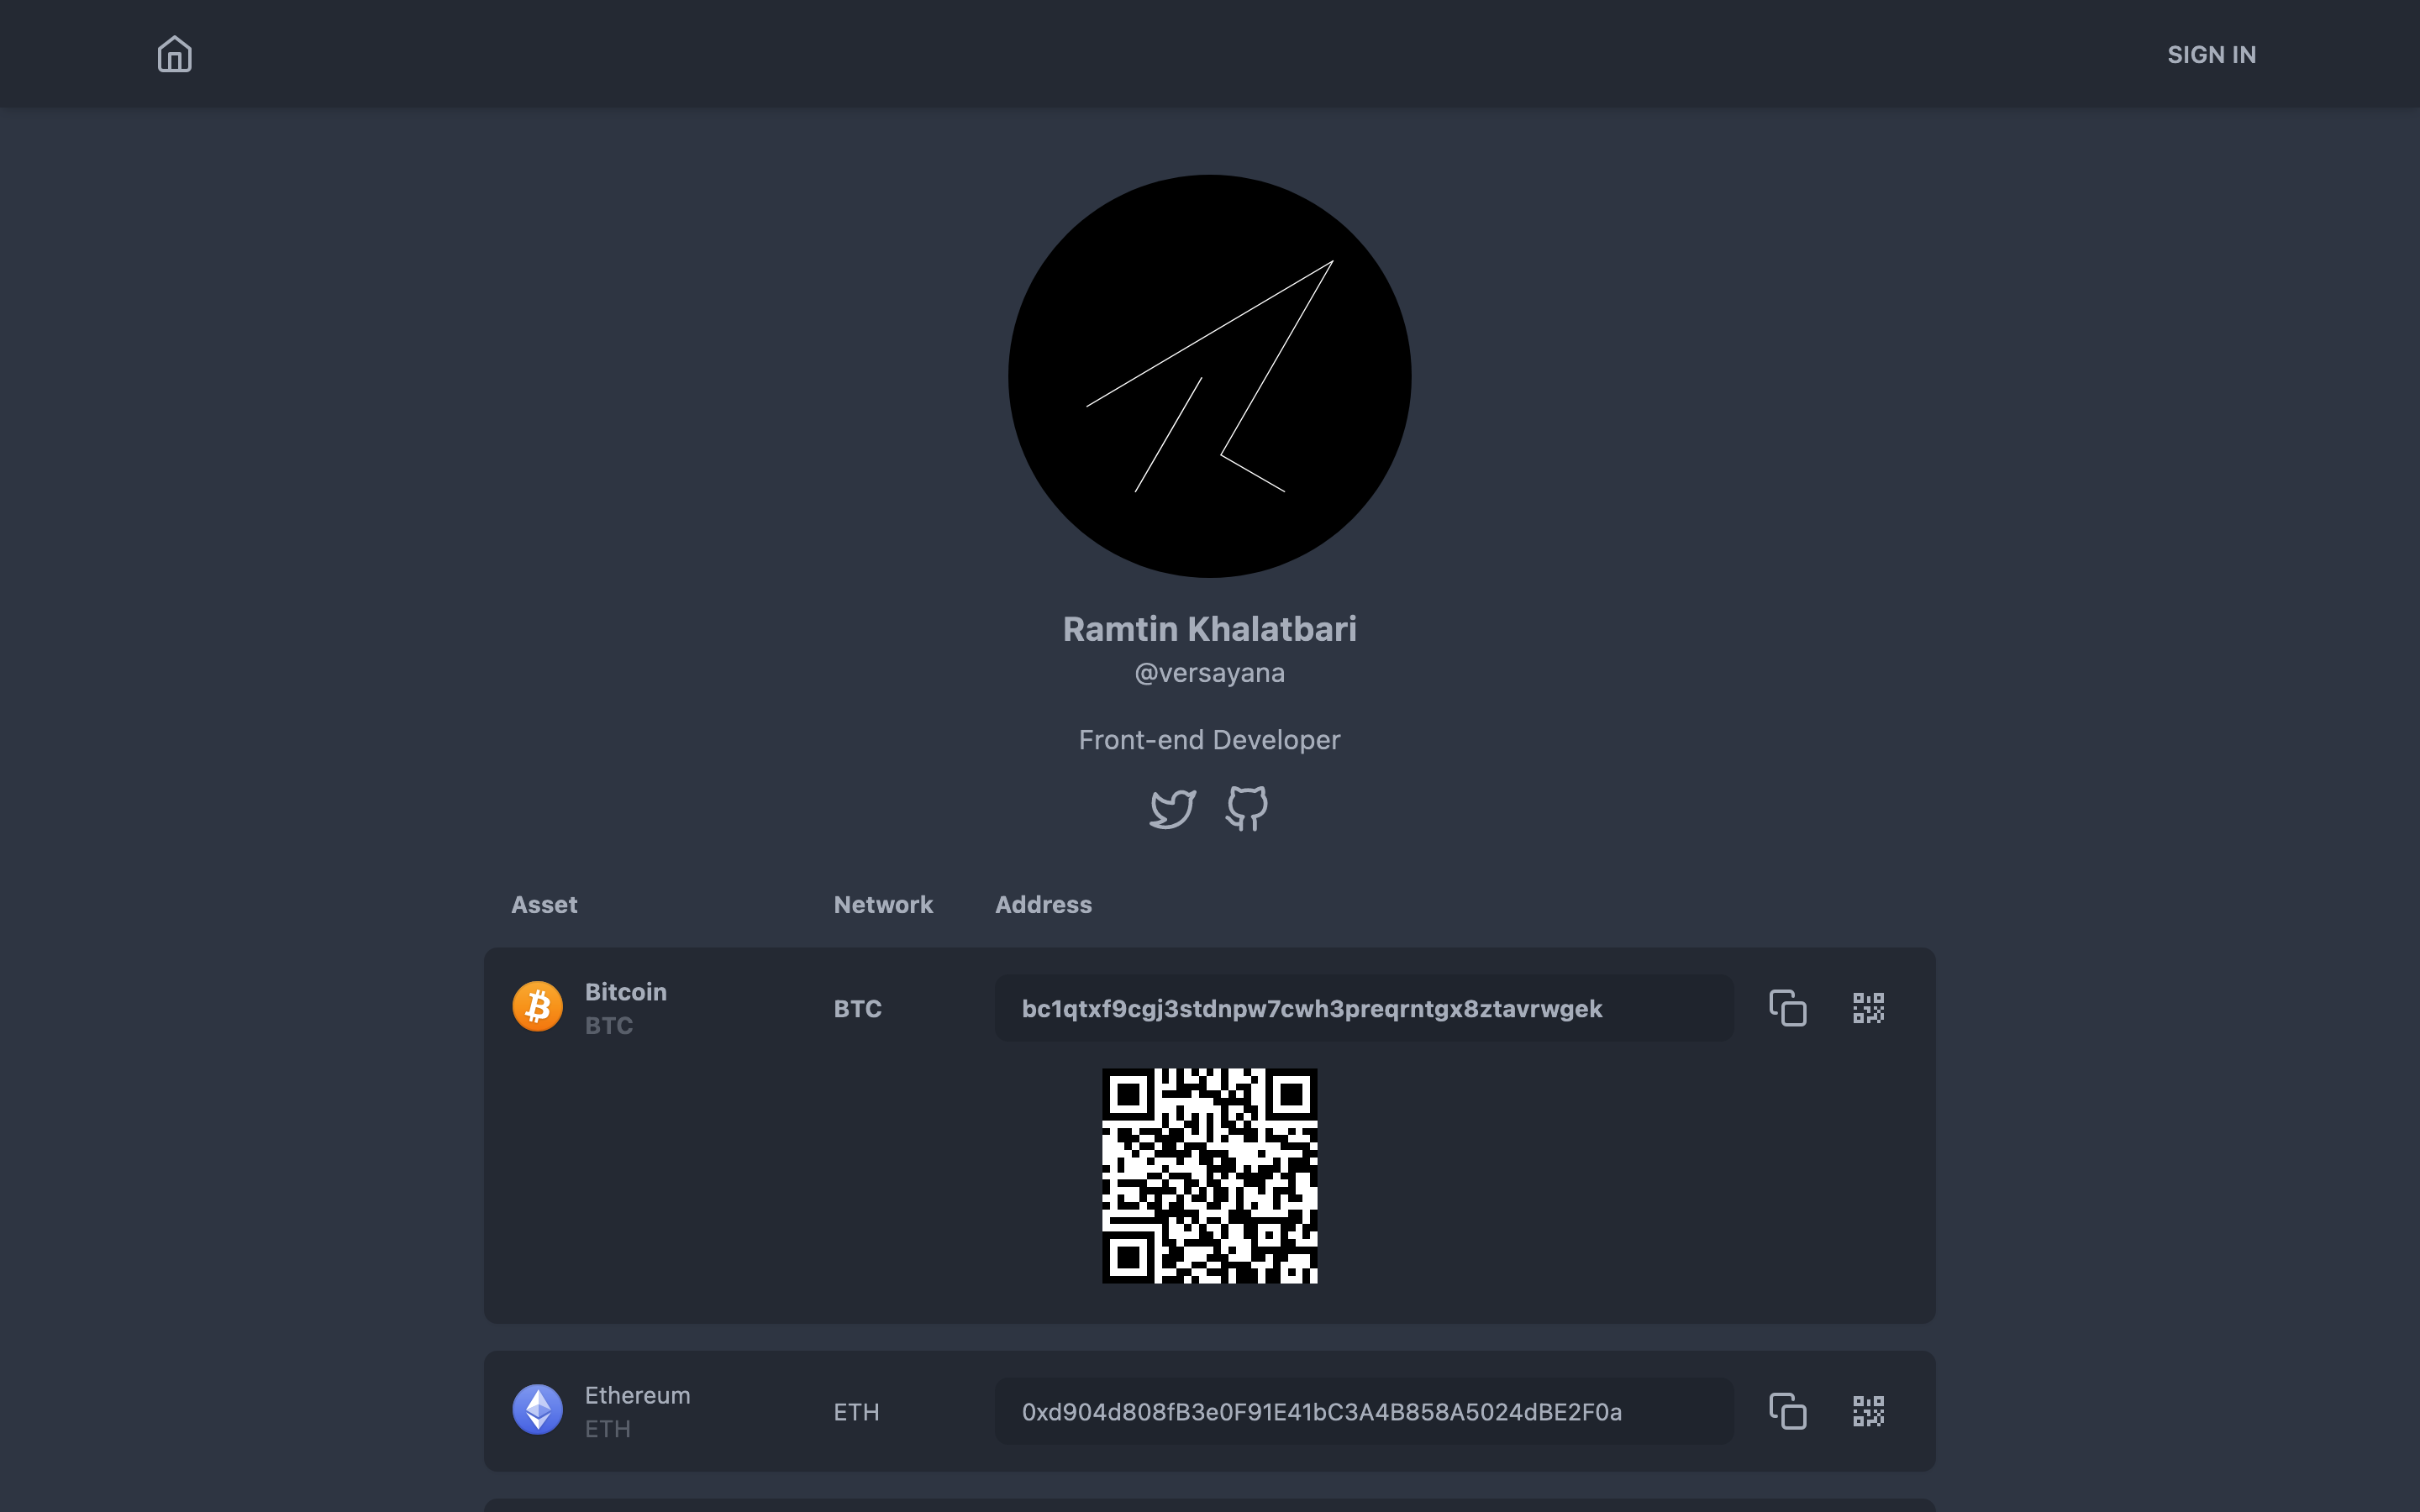 SIGN IN
Ramtin Khalatbari
@versayana
Front-end Developer
Asset Network Address
Bitcoin
BTC
BTC
bc1qtxf9cgj3stdnpw7cwh3preqrntgx8ztavrwgek
Ethereum
ETH
ETH
0xd904d808fB3e0F91E41bC3A4B858A5024dBE2F0a